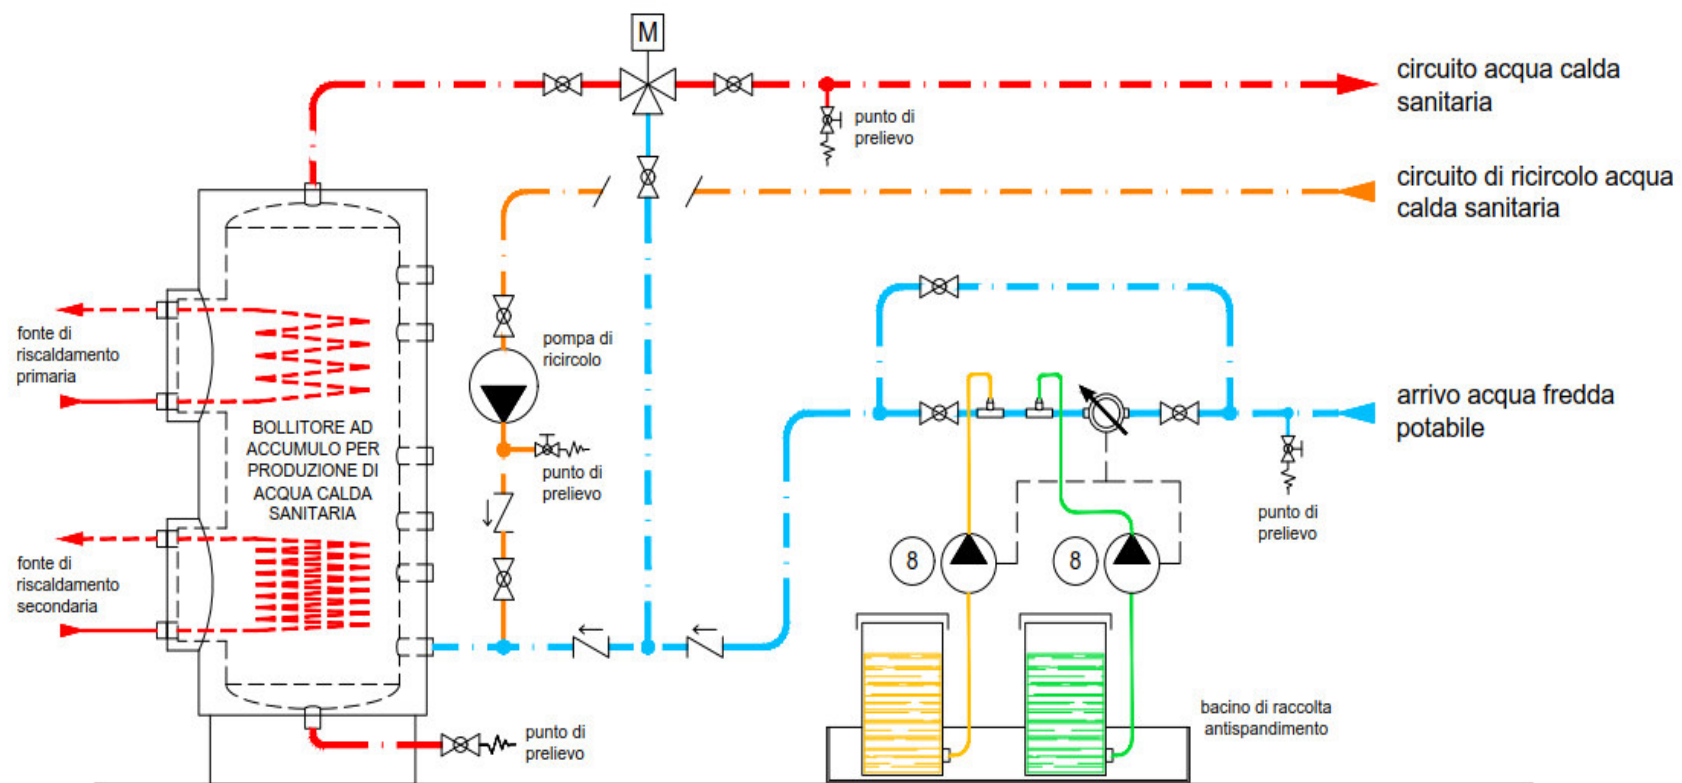 M
circuito acqua calda
sanitaria
punto di
prelievo
circuito di ricircolo acqua
calda sanitaria
fonte di
riscaldamento
primaria
pompa di
ricircolo
arrivo acqua fredda
potabile
BOLLITORE AD
ACCUMULO PER
PRODUZIONE DI
ACQUA CALDA
SANITARIA
punto di
prelievo
punto di
prelievo
fonte di
riscaldamento
secondaria
8
8
bacino di raccolta
antispandimento
punto di
prelievo